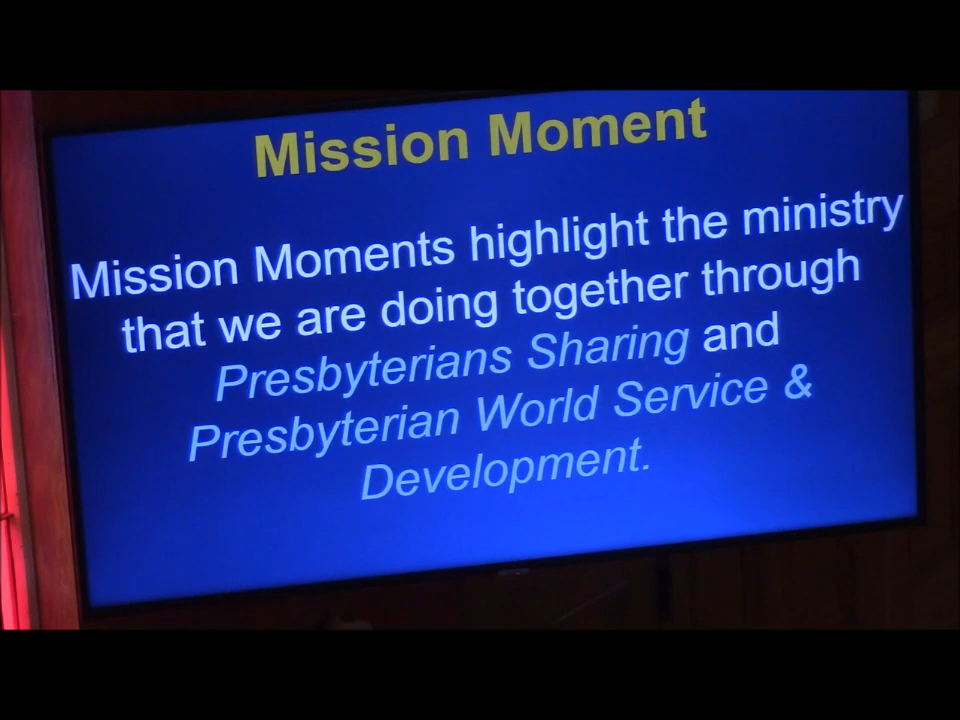 Mission Moment
Mission Moments highlight the ministry
that we are doing together through
Presbyterians Sharing and
Presbyterian World Service &
Development.